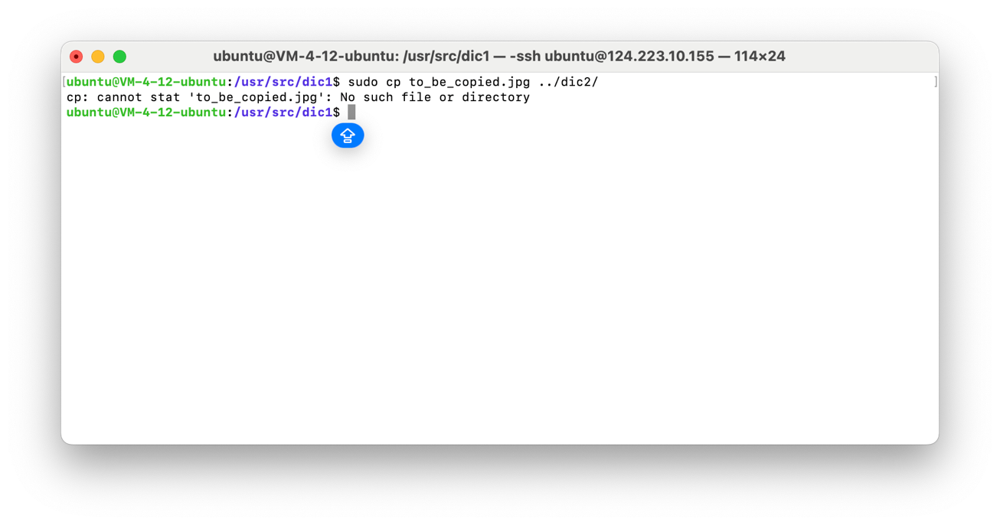 ubuntu@VM-4-12-ubuntu: /usr/src/dic1 — -ssh ubuntu@124.223.10.155 — 114×24
[ubuntu@VM-4-12-ubuntu:/usr/src/dic1$ sudo cp to_be_copied.jpg ../dic2/ ]
cp: cannot stat 'to_be_copied.jpg': No such file or directory
ubuntu@VM-4-12-ubuntu:/usr/src/dic1$